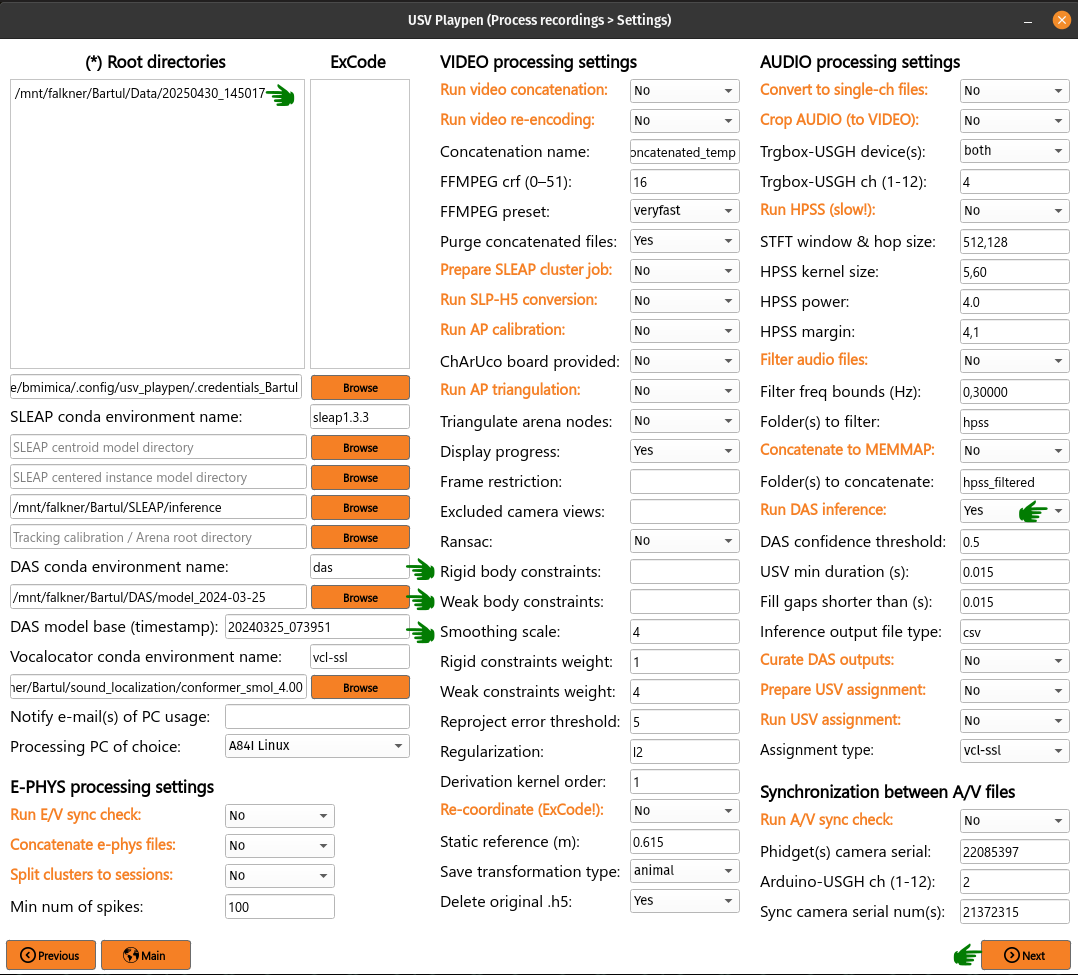 USV Playpen (Process recordings > Settings)
(*) Root directories
ExCode
/mnt/falkner/Bartul/Data/20250430_145017
e/bmimica/.config/usv_playpen/.credentials_Bartul
Browse
SLEAP conda environment name:
sleap1.3.3
SLEAP centroid model directory
Browse
SLEAP centered instance model directory
Browse
/mnt/falkner/Bartul/SLEAP/inference
Browse
Tracking calibration / Arena root directory
Browse
DAS conda environment name:
das
/mnt/falkner/Bartul/DAS/model_2024-03-25
Browse
DAS model base (timestamp):
20240325_073951
Vocalocator conda environment name:
vcl-ssl
ner/Bartul/sound_localization/conformer_smol_4.00
Browse
Notify e-mail(s) of PC usage:
Processing PC of choice:
A84I Linux
E-PHYS processing settings
Run E/V sync check:
No
Concatenate e-phys files:
No
Split clusters to sessions:
No
Min num of spikes:
100
VIDEO processing settings
Run video concatenation:
No
Run video re-encoding:
No
Concatenation name:
oncatenated_temp
FFMPEG crf (0–51):
16
FFMPEG preset:
veryfast
Purge concatenated files:
Yes
Prepare SLEAP cluster job:
No
Run SLP-H5 conversion:
No
Run AP calibration:
No
ChArUco board provided:
No
Run AP triangulation:
No
Triangulate arena nodes:
No
Display progress:
Yes
Frame restriction:
Excluded camera views:
Ransac:
No
Rigid body constraints:
Weak body constraints:
Smoothing scale:
4
Rigid constraints weight:
1
Weak constraints weight:
4
Reproject error threshold:
5
Regularization:
l2
Derivation kernel order:
1
Re-coordinate (ExCode!):
No
Static reference (m):
0.615
Save transformation type:
animal
Delete original .h5:
Yes
AUDIO processing settings
Convert to single-ch files:
No
Crop AUDIO (to VIDEO):
No
Trgbox-USGH device(s):
both
Trgbox-USGH ch (1-12):
4
Run HPSS (slow!):
No
STFT window & hop size:
512,128
HPSS kernel size:
5,60
HPSS power:
4.0
HPSS margin:
4,1
Filter audio files:
No
Filter freq bounds (Hz):
0,30000
Folder(s) to filter:
hpss
Concatenate to MEMMAP:
No
Folder(s) to concatenate:
hpss_filtered
Run DAS inference:
Yes
DAS confidence threshold:
0.5
USV min duration (s):
0.015
Fill gaps shorter than (s):
0.015
Inference output file type:
csv
Curate DAS outputs:
No
Prepare USV assignment:
No
Run USV assignment:
No
Assignment type:
vcl-ssl
Synchronization between A/V files
Run A/V sync check:
No
Phidget(s) camera serial:
22085397
Arduino-USGH ch (1-12):
2
Sync camera serial num(s):
21372315
Previous
Main
Next